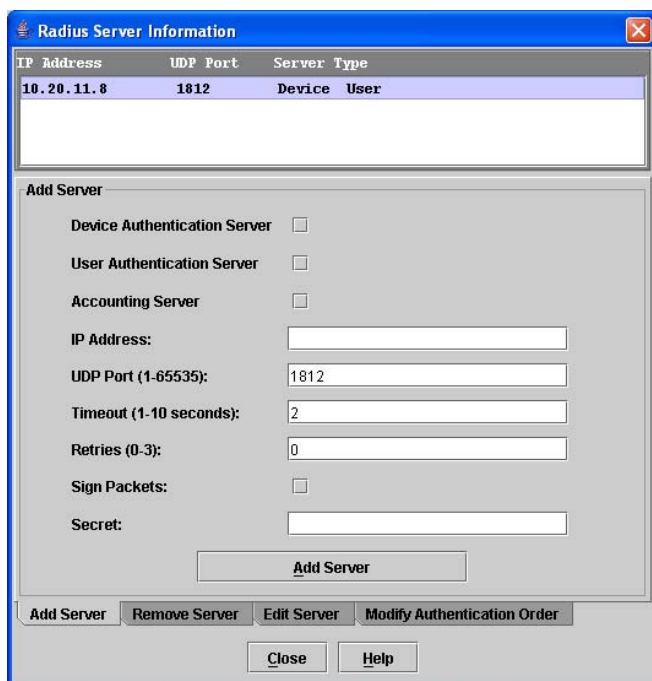 Radius Server Information
IP Address UDP Port Server Type
10.20.11.8 1812 Device User
Add Server
Device Authentication Server
User Authentication Server
Accounting Server
IP Address:
UDP Port (1-65535): 1812
Timeout (1-10 seconds): 2
Retries (0-3): 0
Sign Packets:
Secret:
Add Server
Add Server Remove Server Edit Server Modify Authentication Order
Close Help